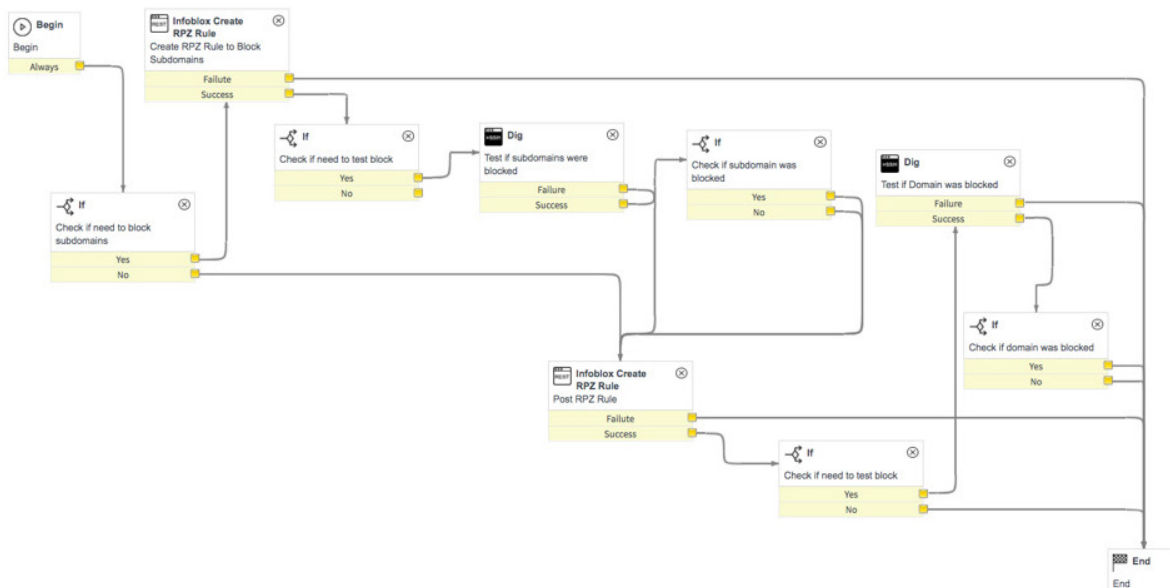 Begin
Begin
Always
REST
Infoblox Create
RPZ Rule
Create RPZ Rule to Block
Subdomains
Failute
Success
If
Check if need to test block
Yes
No
>SSH
Dig
Test if subdomains were
blocked
Failure
Success
If
Check if subdomain was
blocked
Yes
No
>SSH
Dig
Test if Domain was blocked
Failure
Success
If
Check if need to block
subdomains
Yes
No
If
Check if domain was blocked
Yes
No
REST
Infoblox Create
RPZ Rule
Post RPZ Rule
Failute
Success
If
Check if need to test block
Yes
No
End
End